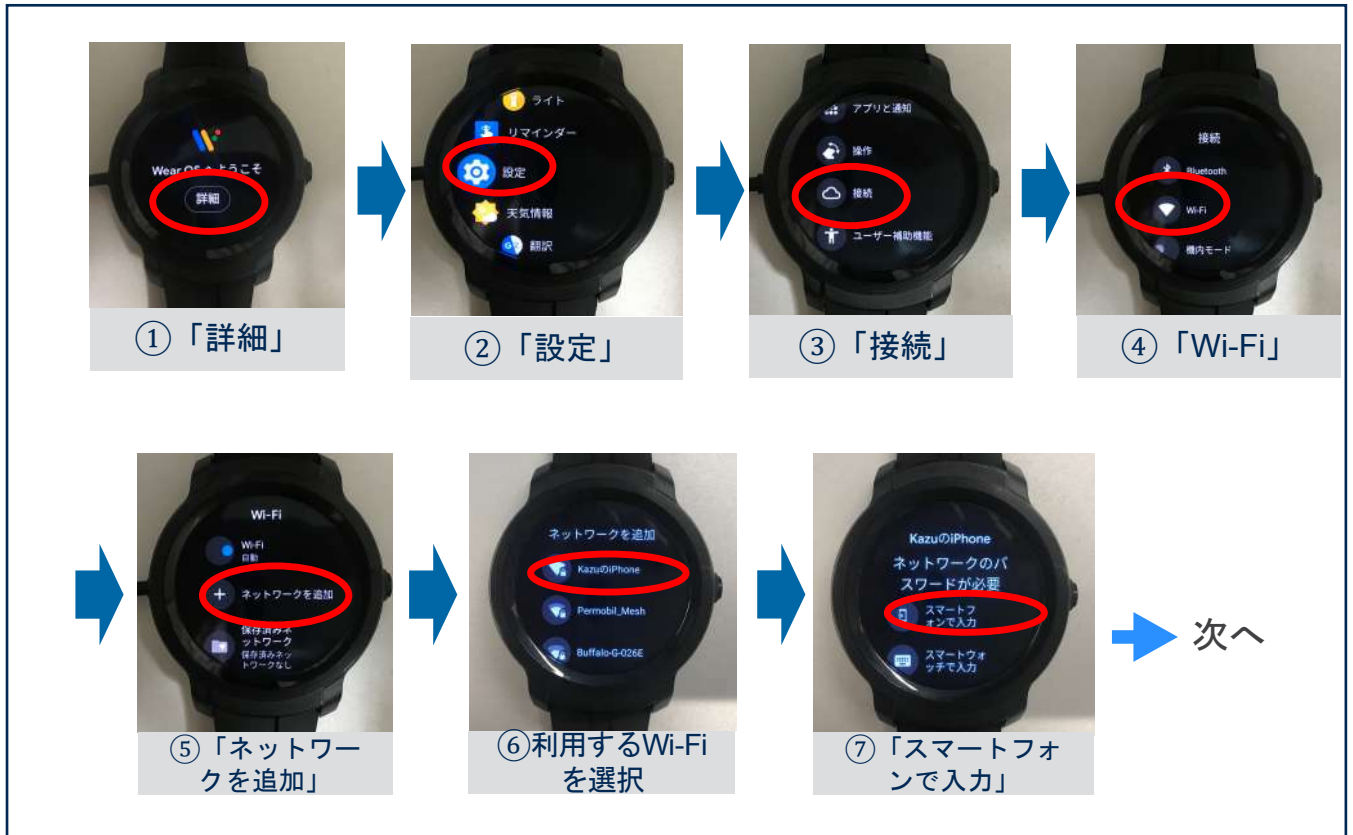 Wear OS へようこそ
詳細
①「詳細」
ライト
リマインダー
設定
天気情報
翻訳
②「設定」
アプリと通知
操作
接続
ユーザー補助機能
③「接続」
接続
Bluetooth
Wi-Fi
機内モード
④「Wi-Fi」
Wi-Fi
Wi-Fi
自動
ネットワークを追加
保存済みネ
ットワーク
保存済みネッ
トワークなし
⑤「ネットワー
クを追加」
ネットワークを追加
KazuのiPhone
Permobil_Mesh
Buffalo-G-026E
⑥利用するWi-Fi
を選択
KazuのiPhone
ネットワークのパ
スワードが必要
スマートフ
ォンで入力
スマートウォ
ッチで入力
⑦「スマートフォ
ンで入力」
次へ